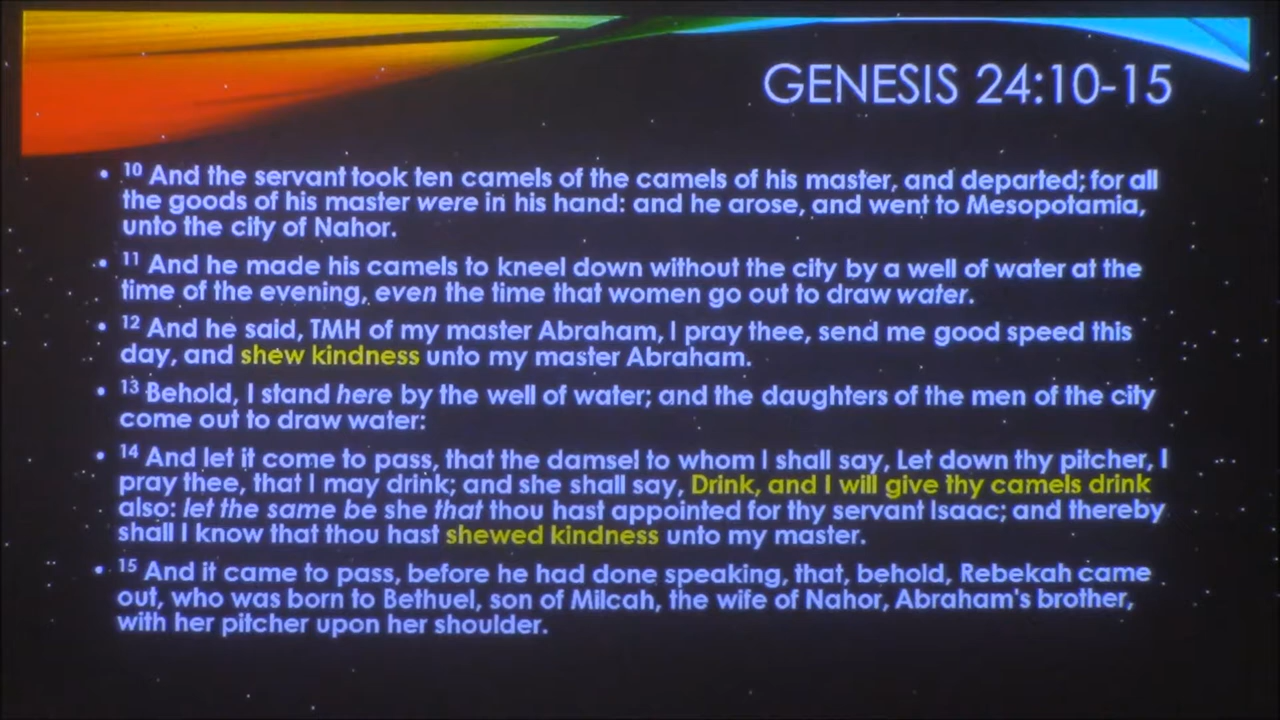 GENESIS 24:10-15
• 10 And the servant took ten camels of the camels of his master, and departed; for all
the goods of his master were in his hand: and he arose, and went to Mesopotamia,
unto the city of Nahor.
• 11 And he made his camels to kneel down without the city by a well of water at the
time of the evening, even the time that women go out to draw water.
• 12 And he said, TMH of my master Abraham, I pray thee, send me good speed this
day, and shew kindness unto my master Abraham.
• 13 Behold, I stand here by the well of water; and the daughters of the men of the city
come out to draw water:
• 14 And let it come to pass, that the damsel to whom I shall say, Let down thy pitcher, I
pray thee, that I may drink; and she shall say, Drink, and I will give thy camels drink
also: let the same be she that thou hast appointed for thy servant Isaac; and thereby
shall I know that thou hast shewed kindness unto my master.
• 15 And it came to pass, before he had done speaking, that, behold, Rebekah came
out, who was born to Bethuel, son of Milcah, the wife of Nahor, Abraham's brother,
with her pitcher upon her shoulder.